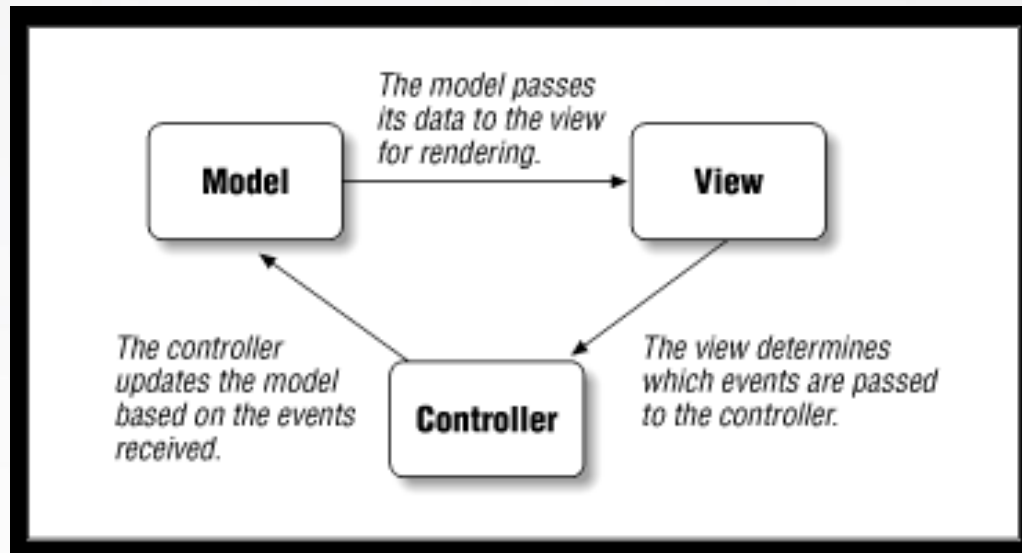 The model passes
its data to the view
for rendering.
Model
View
The controller
updates the model
based on the events
received.
The view determines
which events are passed
to the controller.
Controller